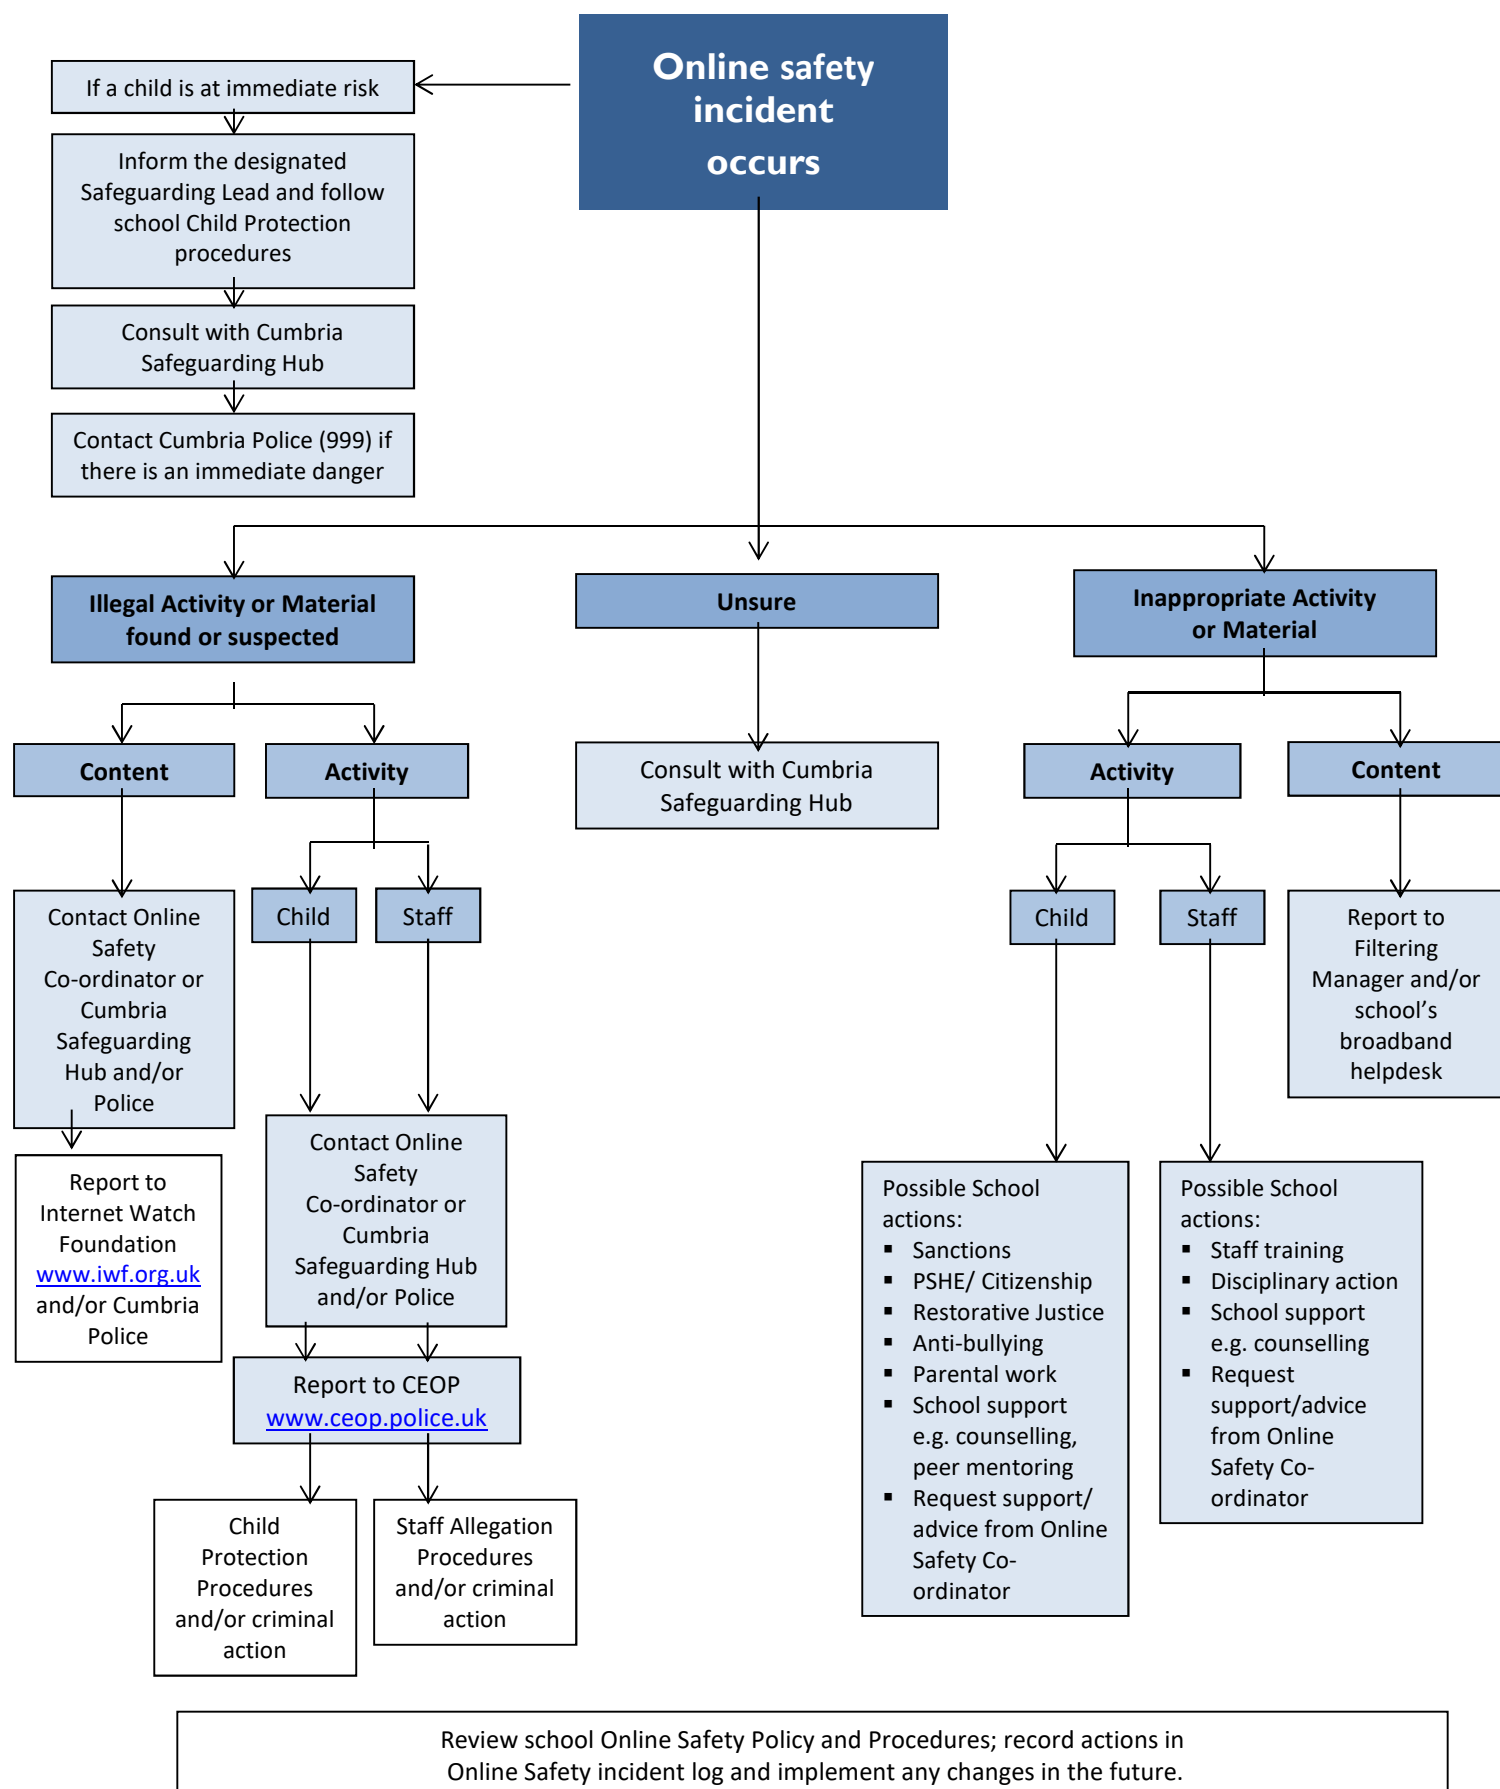 Online safety
incident
occurs
If a child is at immediate risk
Inform the designated
Safeguarding Lead and follow
school Child Protection
procedures
Consult with Cumbria
Safeguarding Hub
Contact Cumbria Police (999) if
there is an immediate danger
Illegal Activity or Material
found or suspected
Unsure
Inappropriate Activity
or Material
Content
Activity
Consult with Cumbria
Safeguarding Hub
Activity
Content
Contact Online
Safety
Co-ordinator or
Cumbria
Safeguarding
Hub and/or
Police
Child
Staff
Child
Staff
Report to
Filtering
Manager and/or
school’s
broadband
helpdesk
Report to
Internet Watch
Foundation
www.iwf.org.uk
and/or Cumbria
Police
Contact Online
Safety
Co-ordinator or
Cumbria
Safeguarding Hub
and/or Police
Report to CEOP
www.ceop.police.uk
Child
Protection
Procedures
and/or criminal
action
Staff Allegation
Procedures
and/or criminal
action
Possible School
actions:
▪ Sanctions
▪ PSHE/ Citizenship
▪ Restorative Justice
▪ Anti-bullying
▪ Parental work
▪ School support
e.g. counselling,
peer mentoring
▪ Request support/
advice from Online
Safety Co-
ordinator
Possible School
actions:
▪ Staff training
▪ Disciplinary action
▪ School support
e.g. counselling
▪ Request
support/advice
from Online
Safety Co-
ordinator
Review school Online Safety Policy and Procedures; record actions in
Online Safety incident log and implement any changes in the future.